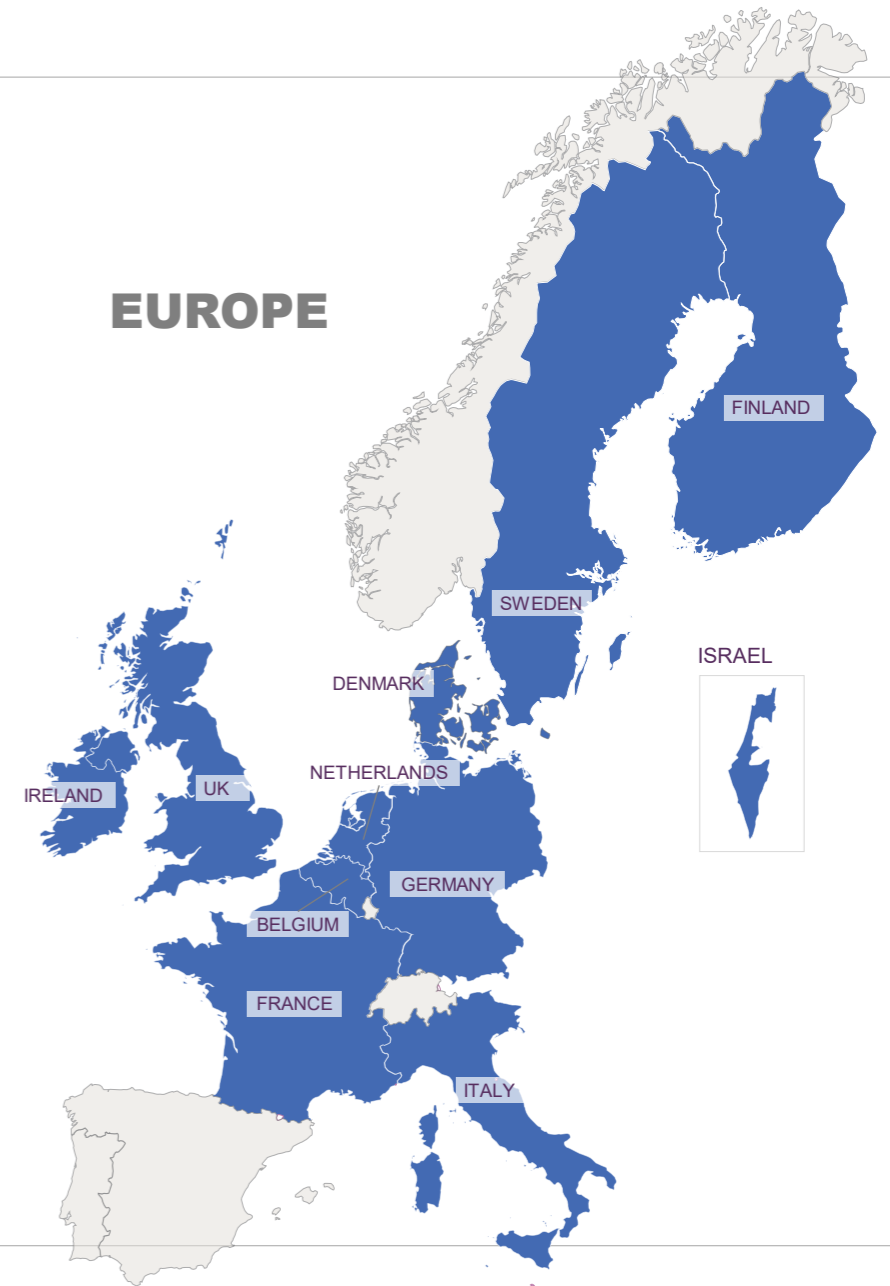 EUROPE
FINLAND
SWEDEN
ISRAEL
DENMARK
NETHERLANDS
IRELAND
UK
GERMANY
BELGIUM
FRANCE
ITALY